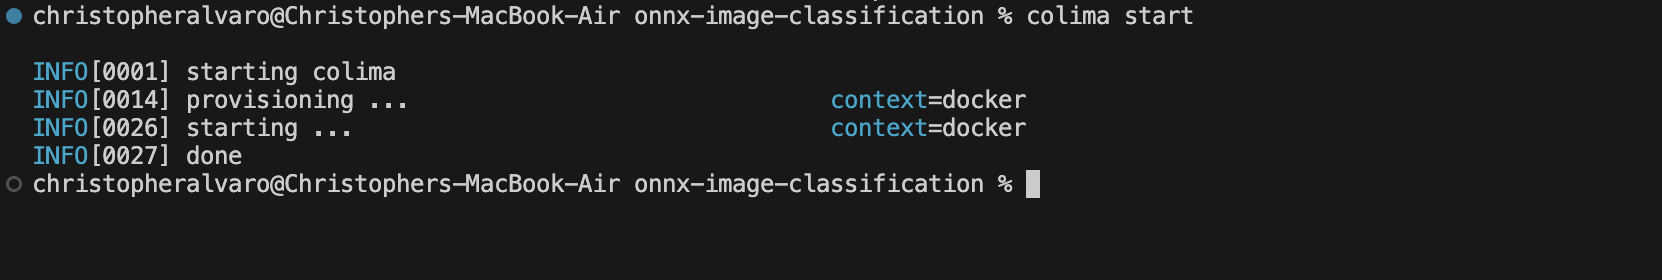 christopheralvaro@Christophers-MacBook-Air onnx-image-classification % colima start
INFO[0001] starting colima
INFO[0014] provisioning ... context=docker
INFO[0026] starting ... context=docker
INFO[0027] done
christopheralvaro@Christophers-MacBook-Air onnx-image-classification %